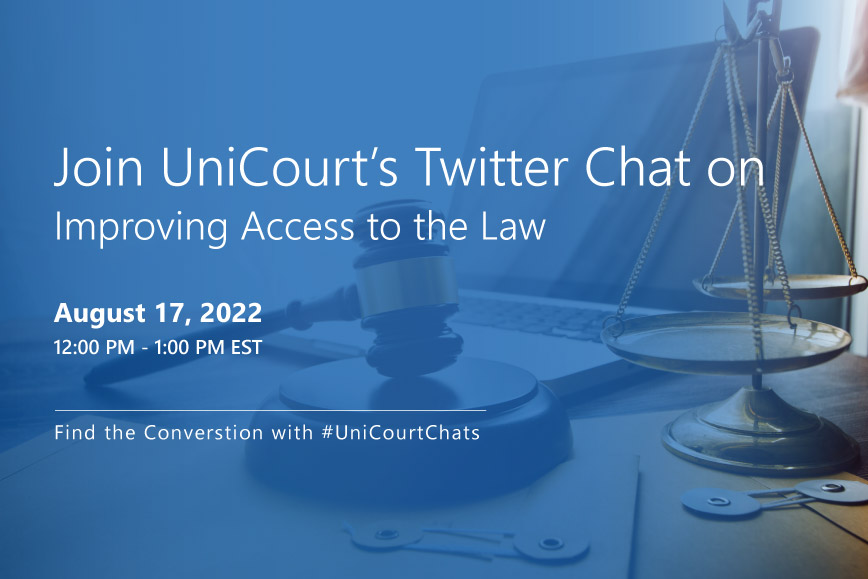 Join UniCourt's Twitter Chat on
Improving Access to the Law
August 17, 2022
12:00 PM - 1:00 PM EST
Find the Converstion with #UniCourtChats